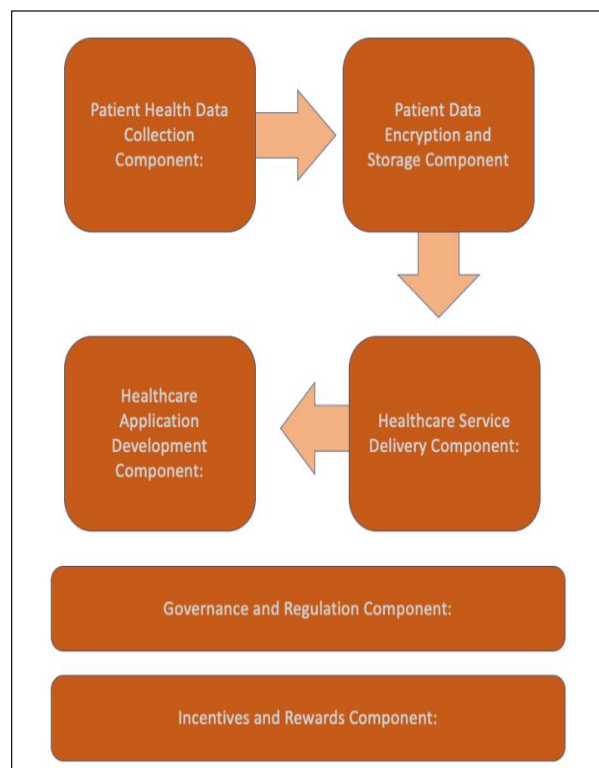 Patient Health Data
Collection
Component:
Patient Data
Encryption and
Storage Component
Healthcare
Application
Development
Component:
Healthcare Service
Delivery Component:
Governance and Regulation Component:
Incentives and Rewards Component: